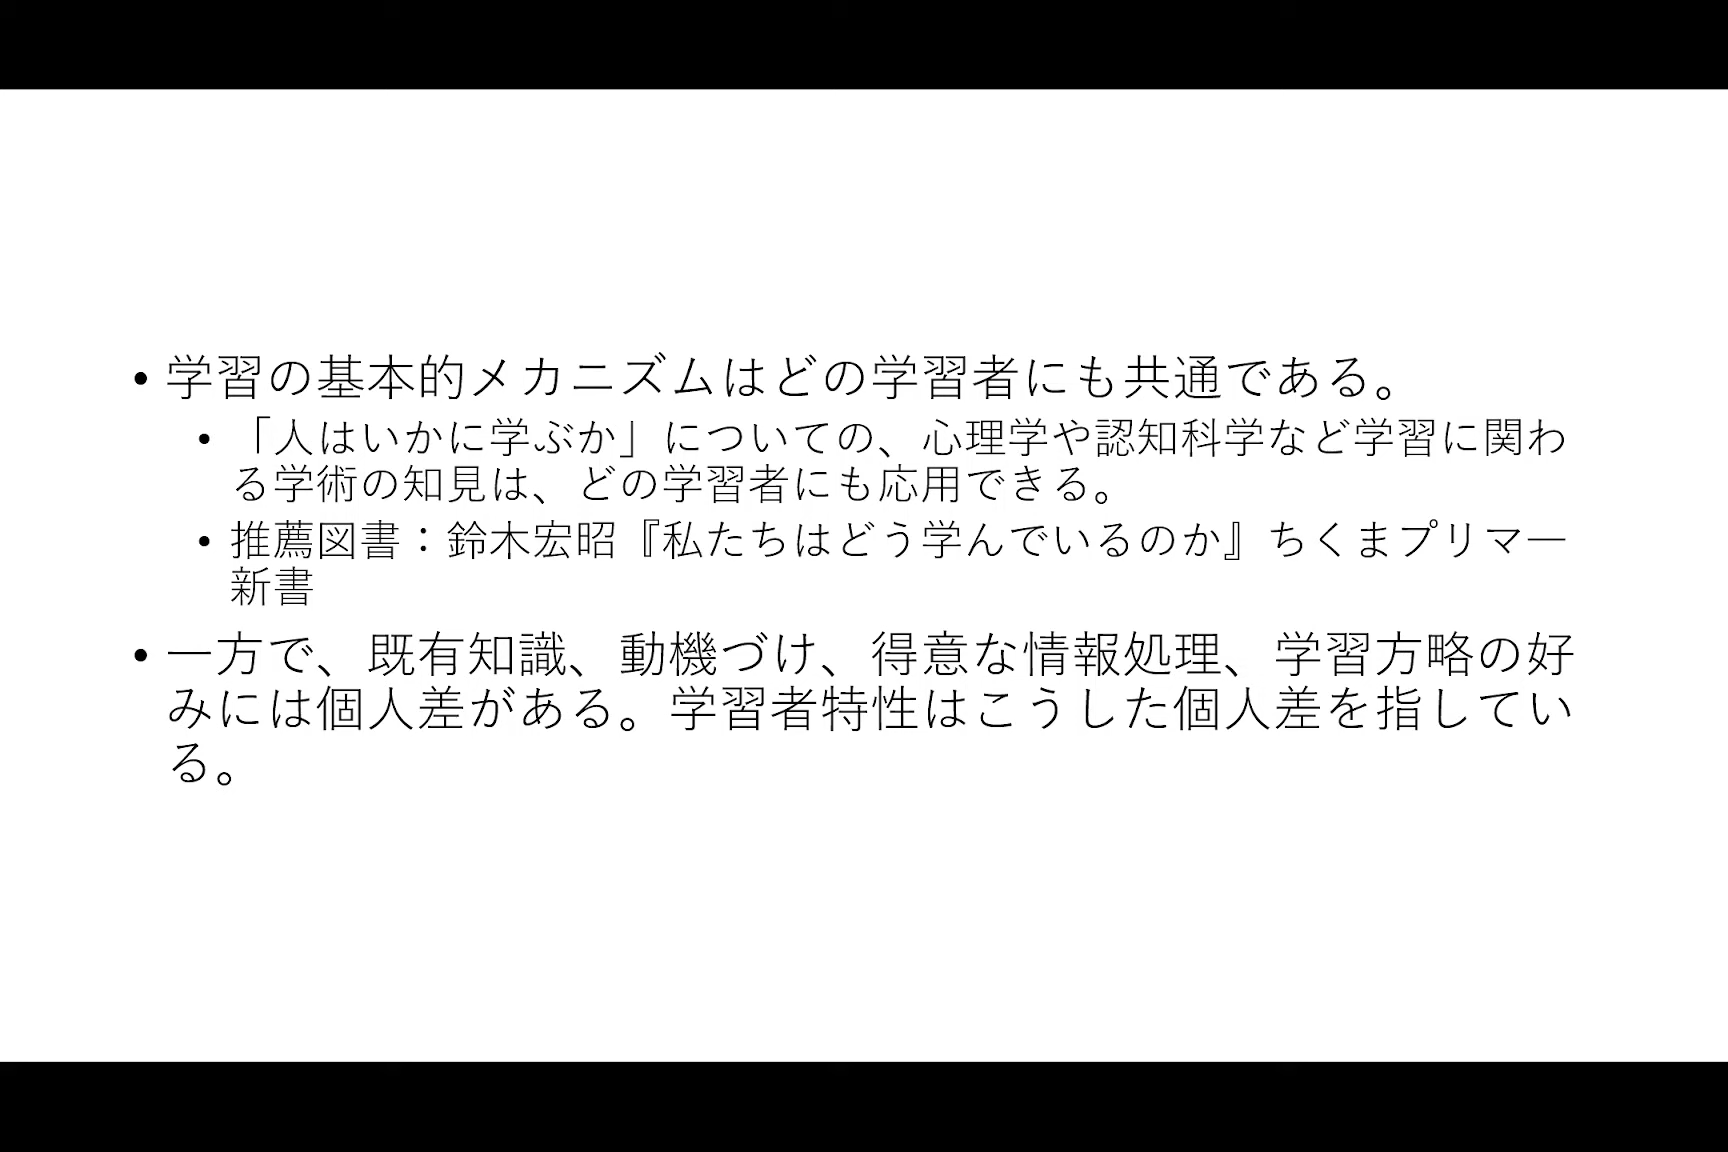 • 学習の基本的メカニズムはどの学習者にも共通である。
• 「人はいかに学ぶか」についての、心理学や認知科学など学習に関わ
る学術の知見は、どの学習者にも応用できる。
• 推薦図書：鈴木宏昭『私たちはどう学んでいるのか』ちくまプリマー
新書
• 一方で、既有知識、動機づけ、得意な情報処理、学習方略の好
みには個人差がある。学習者特性はこうした個人差を指してい
る。